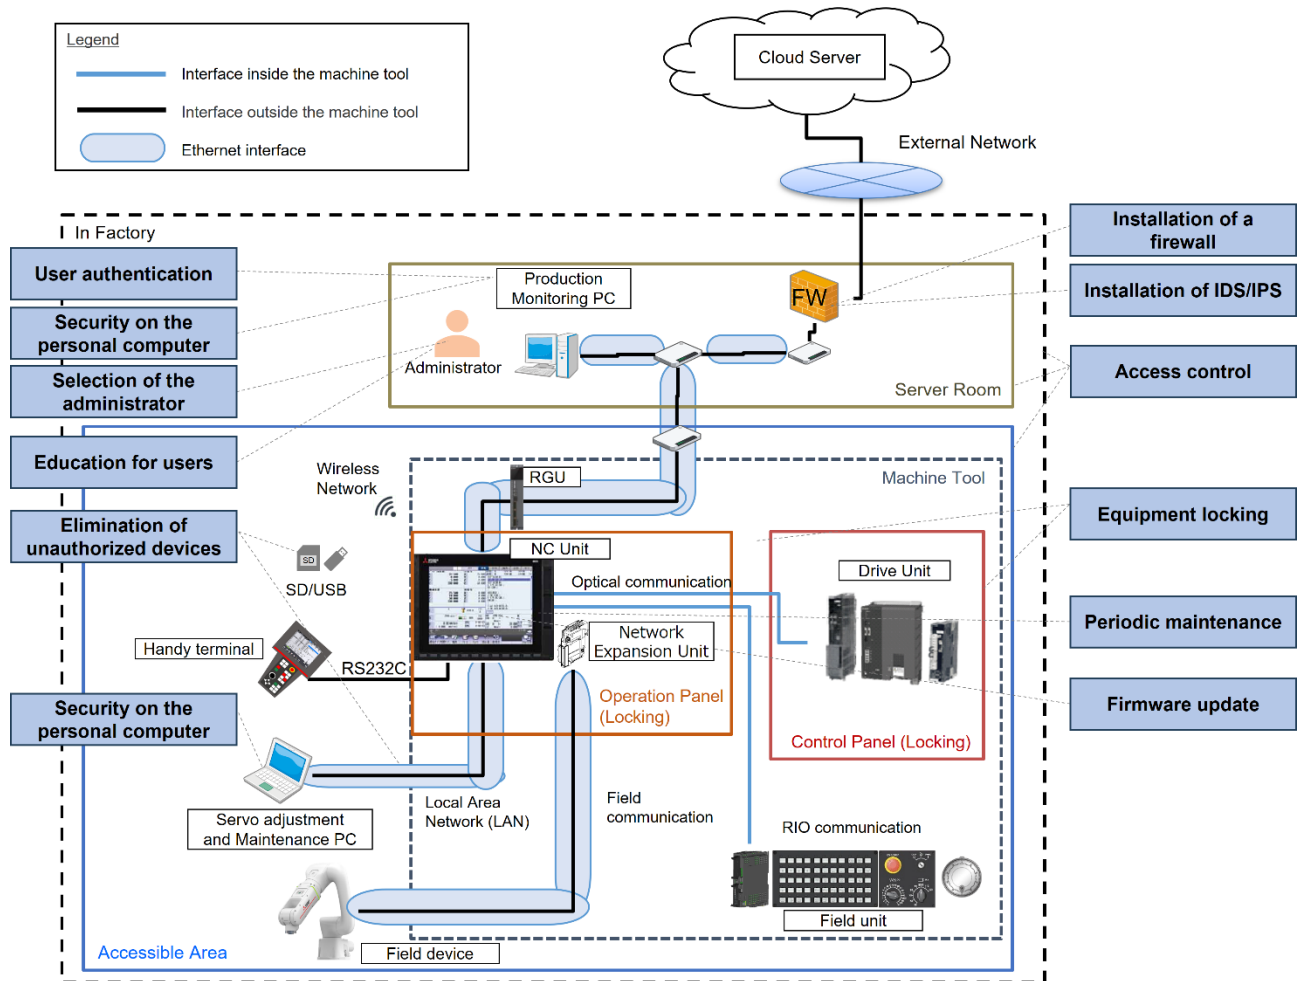 Legend
Interface inside the machine tool
Interface outside the machine tool
Ethernet interface
Cloud Server
External Network
In Factory
User authentication
Security on the
personal computer
Selection of the
administrator
Education for users
Elimination of
unauthorized devices
Security on the
personal computer
Installation of a
firewall
Installation of IDS/IPS
Access control
Equipment locking
Periodic maintenance
Firmware update
Production
Monitoring PC
FW
Administrator
Server Room
Wireless
Network
RGU
Machine Tool
SD
SD/USB
NC Unit
Optical communication
Drive Unit
Handy terminal
RS232C
Network
Expansion Unit
Operation Panel
(Locking)
Control Panel (Locking)
Servo adjustment
and Maintenance PC
Local Area
Network (LAN)
Field
communication
RIO communication
Field unit
Field device
Accessible Area